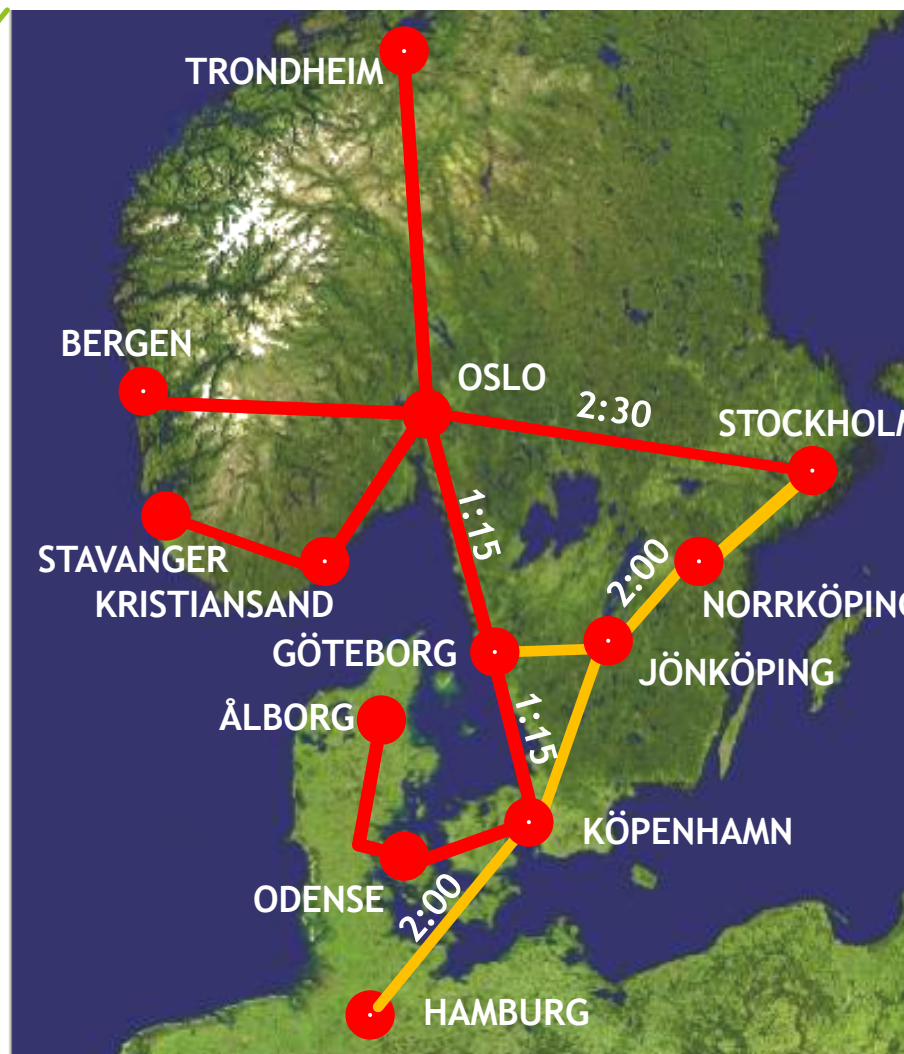 TRONDHEIM
BERGEN
OSLO
2:30
STOCKHOLM
1:15
STAVANGER
2:00
KRISTIANSAND
NORRKÖPING
GÖTEBORG
JÖNKÖPING
ÅLBORG
1:15
KÖPENHAMN
ODENSE
2:00
HAMBURG